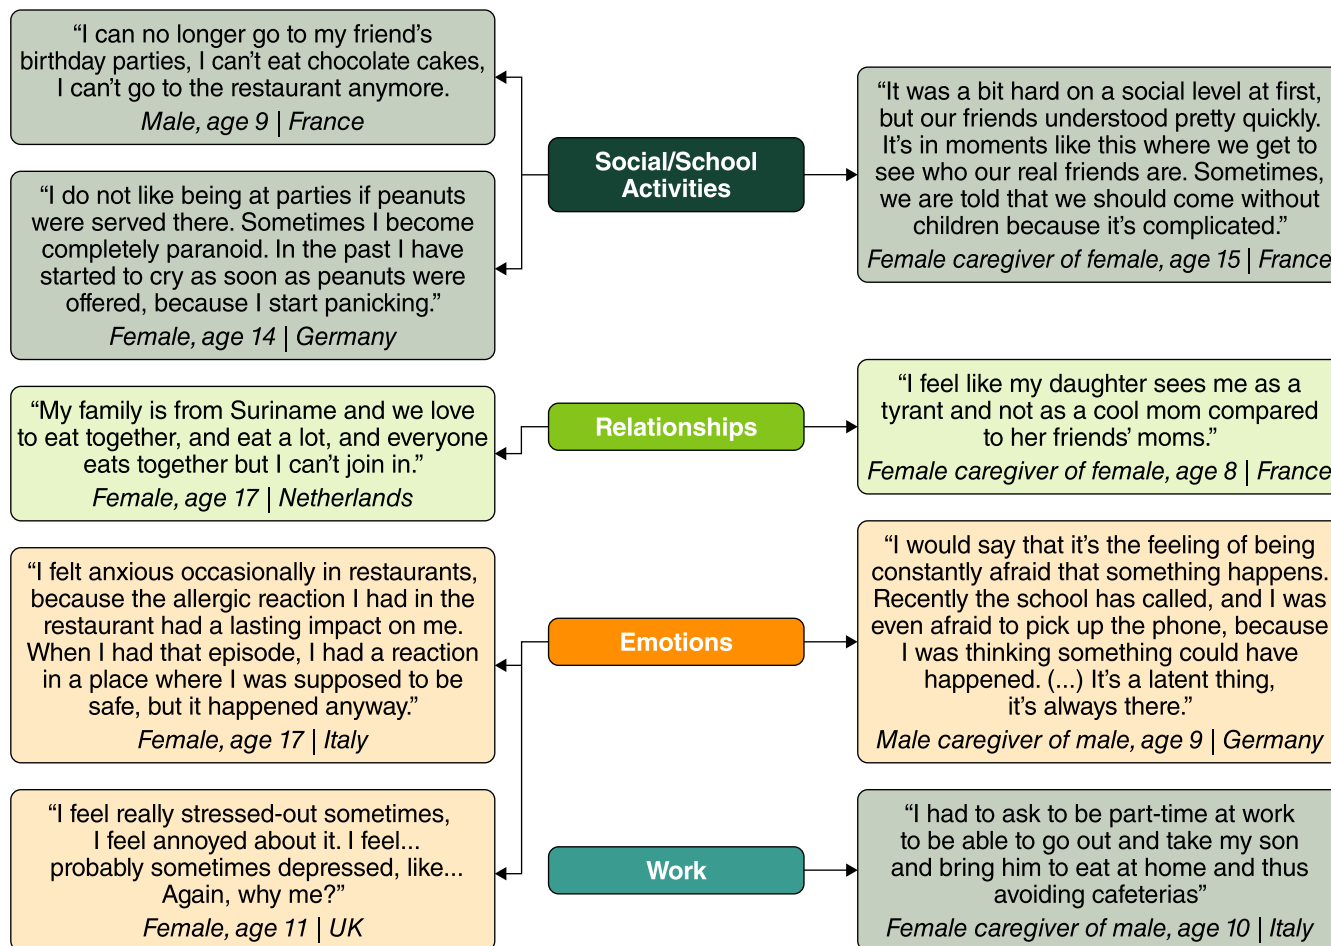 “I can no longer go to my friend’s
birthday parties, I can’t eat chocolate cakes,
I can’t go to the restaurant anymore.
Male, age 9 | France
“I do not like being at parties if peanuts
were served there. Sometimes I become
completely paranoid. In the past I have
started to cry as soon as peanuts were
offered, because I start panicking.”
Female, age 14 | Germany
Social/School
Activities
“It was a bit hard on a social level at first,
but our friends understood pretty quickly.
It’s in moments like this where we get to
see who our real friends are. Sometimes,
we are told that we should come without
children because it’s complicated.”
Female caregiver of female, age 15 | France
“My family is from Suriname and we love
to eat together, and eat a lot, and everyone
eats together but I can’t join in.”
Female, age 17 | Netherlands
Relationships
“I feel like my daughter sees me as a
tyrant and not as a cool mom compared
to her friends’ moms.”
Female caregiver of female, age 8 | France
“I felt anxious occasionally in restaurants,
because the allergic reaction I had in the
restaurant had a lasting impact on me.
When I had that episode, I had a reaction
in a place where I was supposed to be
safe, but it happened anyway.”
Female, age 17 | Italy
“I feel really stressed-out sometimes,
I feel annoyed about it. I feel...
probably sometimes depressed, like...
Again, why me?”
Female, age 11 | UK
Emotions
“I would say that it’s the feeling of being
constantly afraid that something happens.
Recently the school has called, and I was
even afraid to pick up the phone, because
I was thinking something could have
happened. (...) It’s a latent thing,
it’s always there.”
Male caregiver of male, age 9 | Germany
Work
“I had to ask to be part-time at work
to be able to go out and take my son
and bring him to eat at home and thus
avoiding cafeterias”
Female caregiver of male, age 10 | Italy